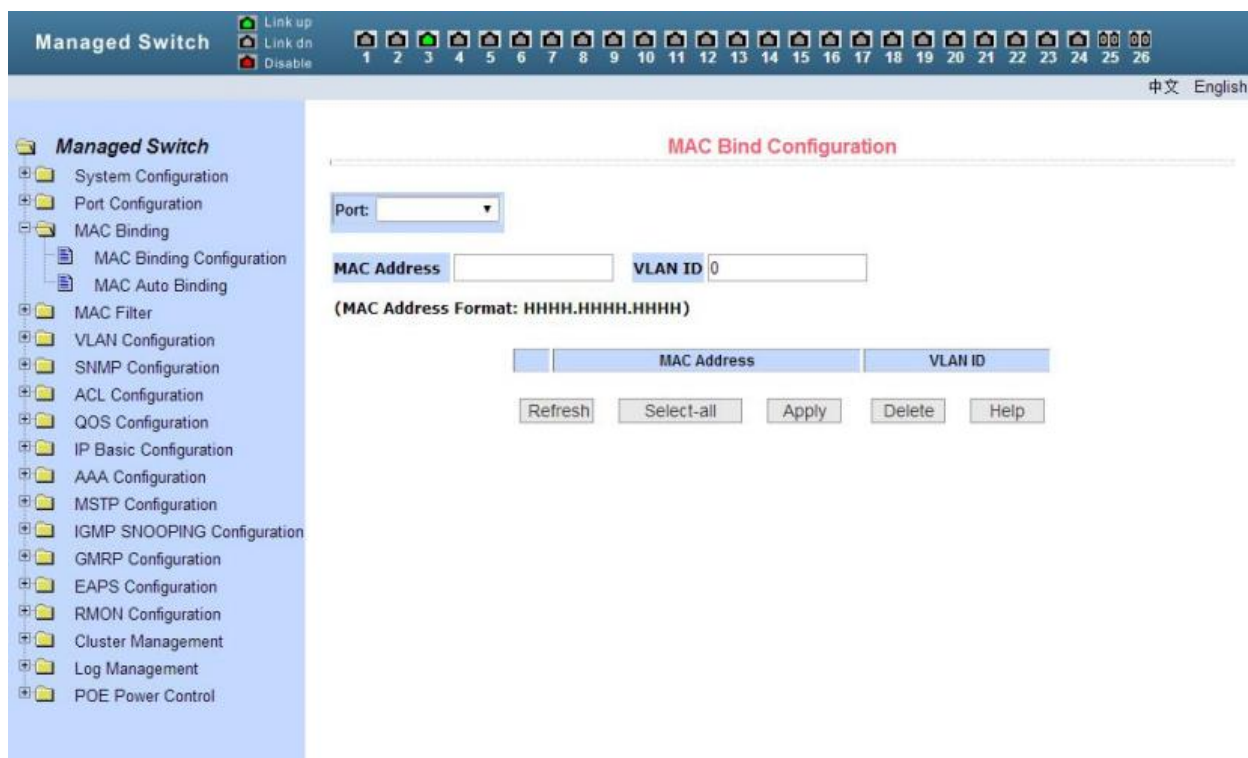 Managed Switch
Link up
Link dn
Disable
1 2 3 4 5 6 7 8 9 10 11 12 13 14 15 16 17 18 19 20 21 22 23 24 25 26
中文 English
Managed Switch
System Configuration
Port Configuration
MAC Binding
MAC Binding Configuration
MAC Auto Binding
MAC Filter
VLAN Configuration
SNMP Configuration
ACL Configuration
QOS Configuration
IP Basic Configuration
AAA Configuration
MSTP Configuration
IGMP SNOOPING Configuration
GMRP Configuration
EAPS Configuration
RMON Configuration
Cluster Management
Log Management
POE Power Control
MAC Bind Configuration
Port:
MAC Address VLAN ID 0
(MAC Address Format: HHHH.HHHH.HHHH)
MAC Address VLAN ID
Refresh Select-all Apply Delete Help